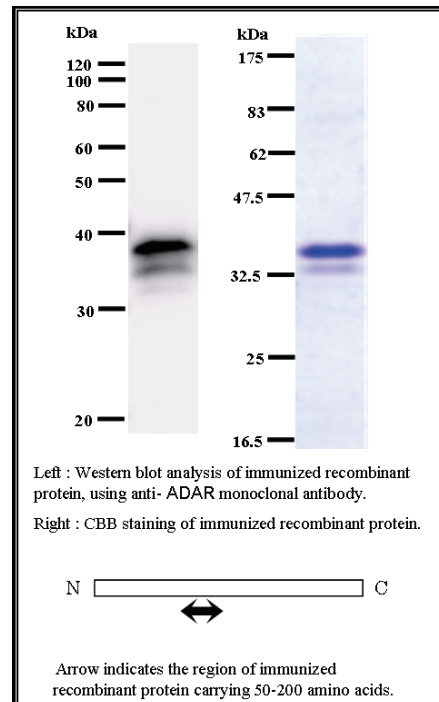 kDa
120
100
80
60
50
40
30
20
kDa
175
83
62
47.5
32.5
25
16.5
Left : Western blot analysis of immunized recombinant
protein, using anti- ADAR monoclonal antibody.
Right : CBB staining of immunized recombinant protein.
N C
Arrow indicates the region of immunized
recombinant protein carrying 50-200 amino acids.